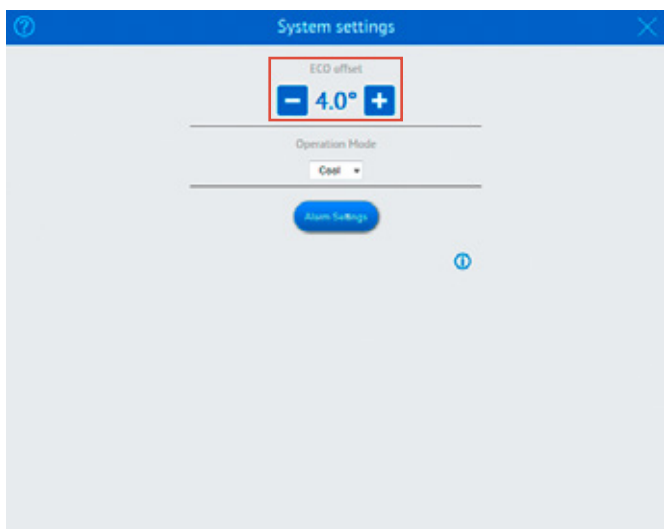 System settings
ECO offset
4.0°
Operation Mode
Cool
Alarm Settings